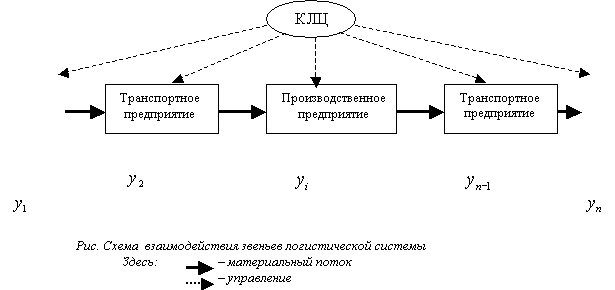 КЛЦ
Транспортное
предприятие
Производственное
предприятие
Транспортное
предприятие
y2
yi
yn-1
y1
yn
Рис. Схема взаимодействия звеньев логистической системы
Здесь:
– материальный поток
– управление